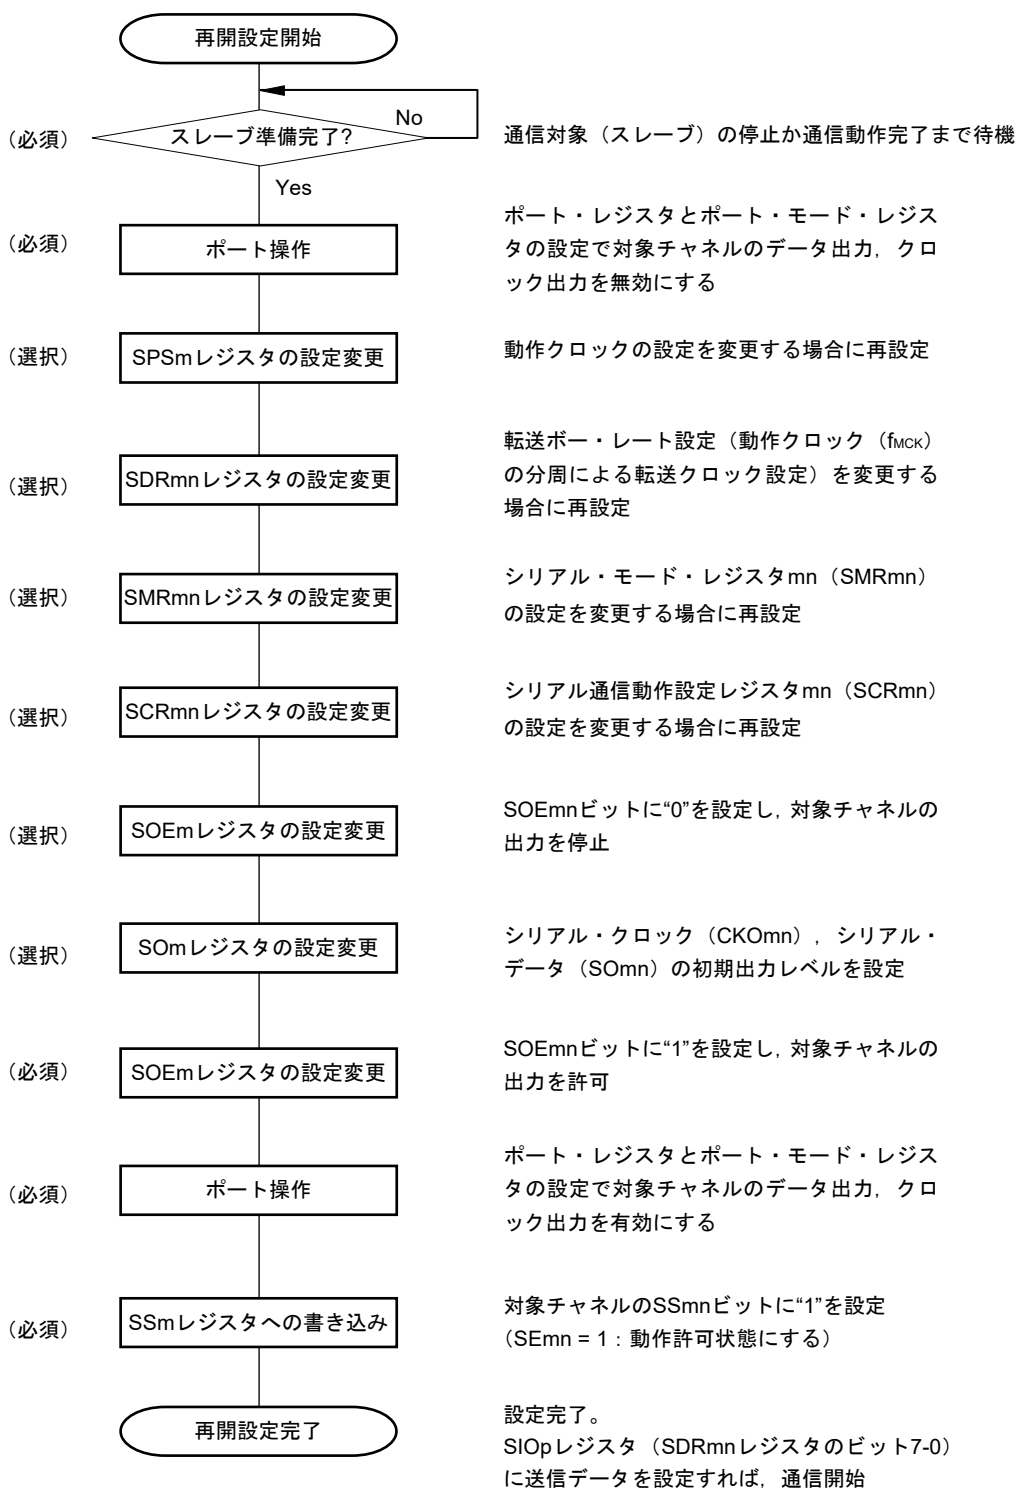 再開設定開始
No
(必須)
スレーブ準備完了?
通信対象(スレーブ)の停止か通信動作完了まで待機
Yes
(必須)
ポート操作
ポート・レジスタとポート・モード・レジス
タの設定で対象チャネルのデータ出力,クロ
ック出力を無効にする
(選択)
SPSmレジスタの設定変更
動作クロックの設定を変更する場合に再設定
(選択)
SDRmnレジスタの設定変更
転送ボー・レート設定(動作クロック(fMCK)
の分周による転送クロック設定)を変更する
場合に再設定
(選択)
SMRmnレジスタの設定変更
シリアル・モード・レジスタmn(SMRmn)
の設定を変更する場合に再設定
(選択)
SCRmnレジスタの設定変更
シリアル通信動作設定レジスタmn(SCRmn)
の設定を変更する場合に再設定
(選択)
SOEmレジスタの設定変更
SOEmnビットに“0”を設定し,対象チャネルの
出力を停止
(選択)
SOmレジスタの設定変更
シリアル・クロック(CKOmn),シリアル・
データ(SOmn)の初期出力レベルを設定
(必須)
SOEmレジスタの設定変更
SOEmnビットに“1”を設定し,対象チャネルの
出力を許可
(必須)
ポート操作
ポート・レジスタとポート・モード・レジス
タの設定で対象チャネルのデータ出力,クロ
ック出力を有効にする
(必須)
SSmレジスタへの書き込み
対象チャネルのSSmnビットに“1”を設定
(SEmn = 1:動作許可状態にする)
再開設定完了
設定完了。
SIOpレジスタ(SDRmnレジスタのビット7-0)
に送信データを設定すれば,通信開始